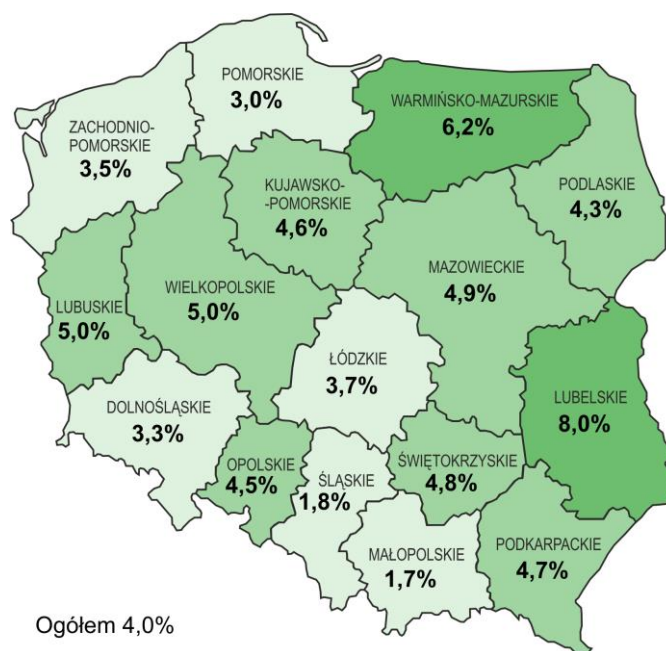 POMORSKIE
3,0%
WARMIŃSKO-MAZURSKIE
6,2%
ZACHODNIO-
POMORSKIE
3,5%
KUJAWSKO-
-POMORSKIE
4,6%
PODLASKIE
4,3%
MAZOWIECKIE
4,9%
WIELKOPOLSKIE
5,0%
LUBUSKIE
5,0%
ŁÓDZKIE
3,7%
LUBELSKIE
8,0%
DOLNOŚLĄSKIE
3,3%
OPOLSKIE
4,5%
ŚLĄSKIE
1,8%
ŚWIĘTOKRZYSKIE
4,8%
MAŁOPOLSKIE
1,7%
PODKARPACKIE
4,7%
Ogółem 4,0%